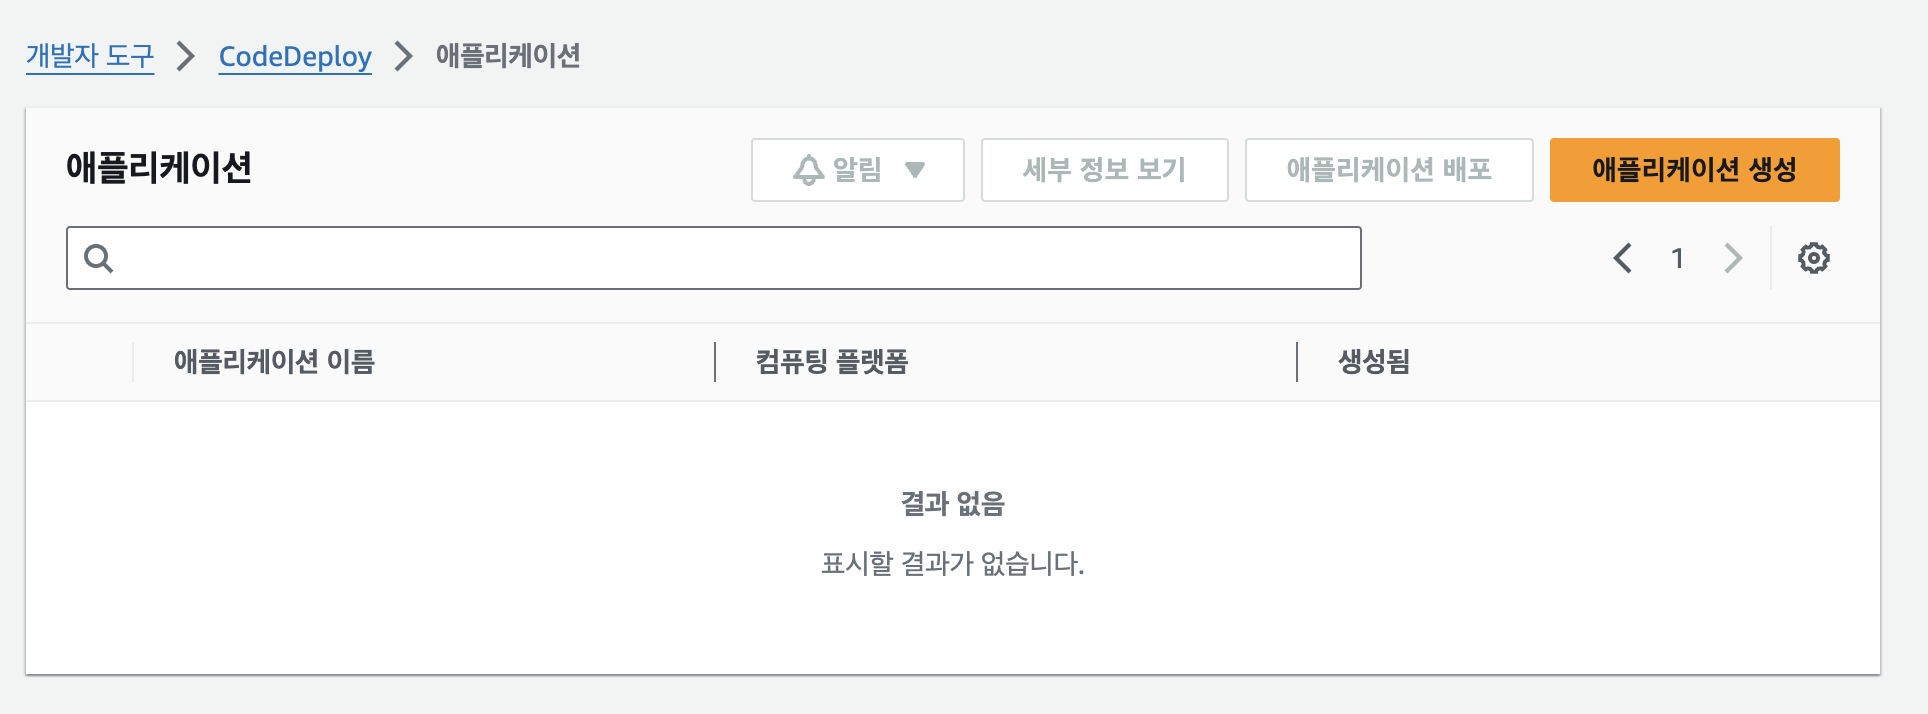 개발자 도구 > CodeDeploy > 애플리케이션
애플리케이션
알림 ▼
세부 정보 보기
애플리케이션 배포
애플리케이션 생성
1
애플리케이션 이름
컴퓨팅 플랫폼
생성됨
결과 없음
표시할 결과가 없습니다.